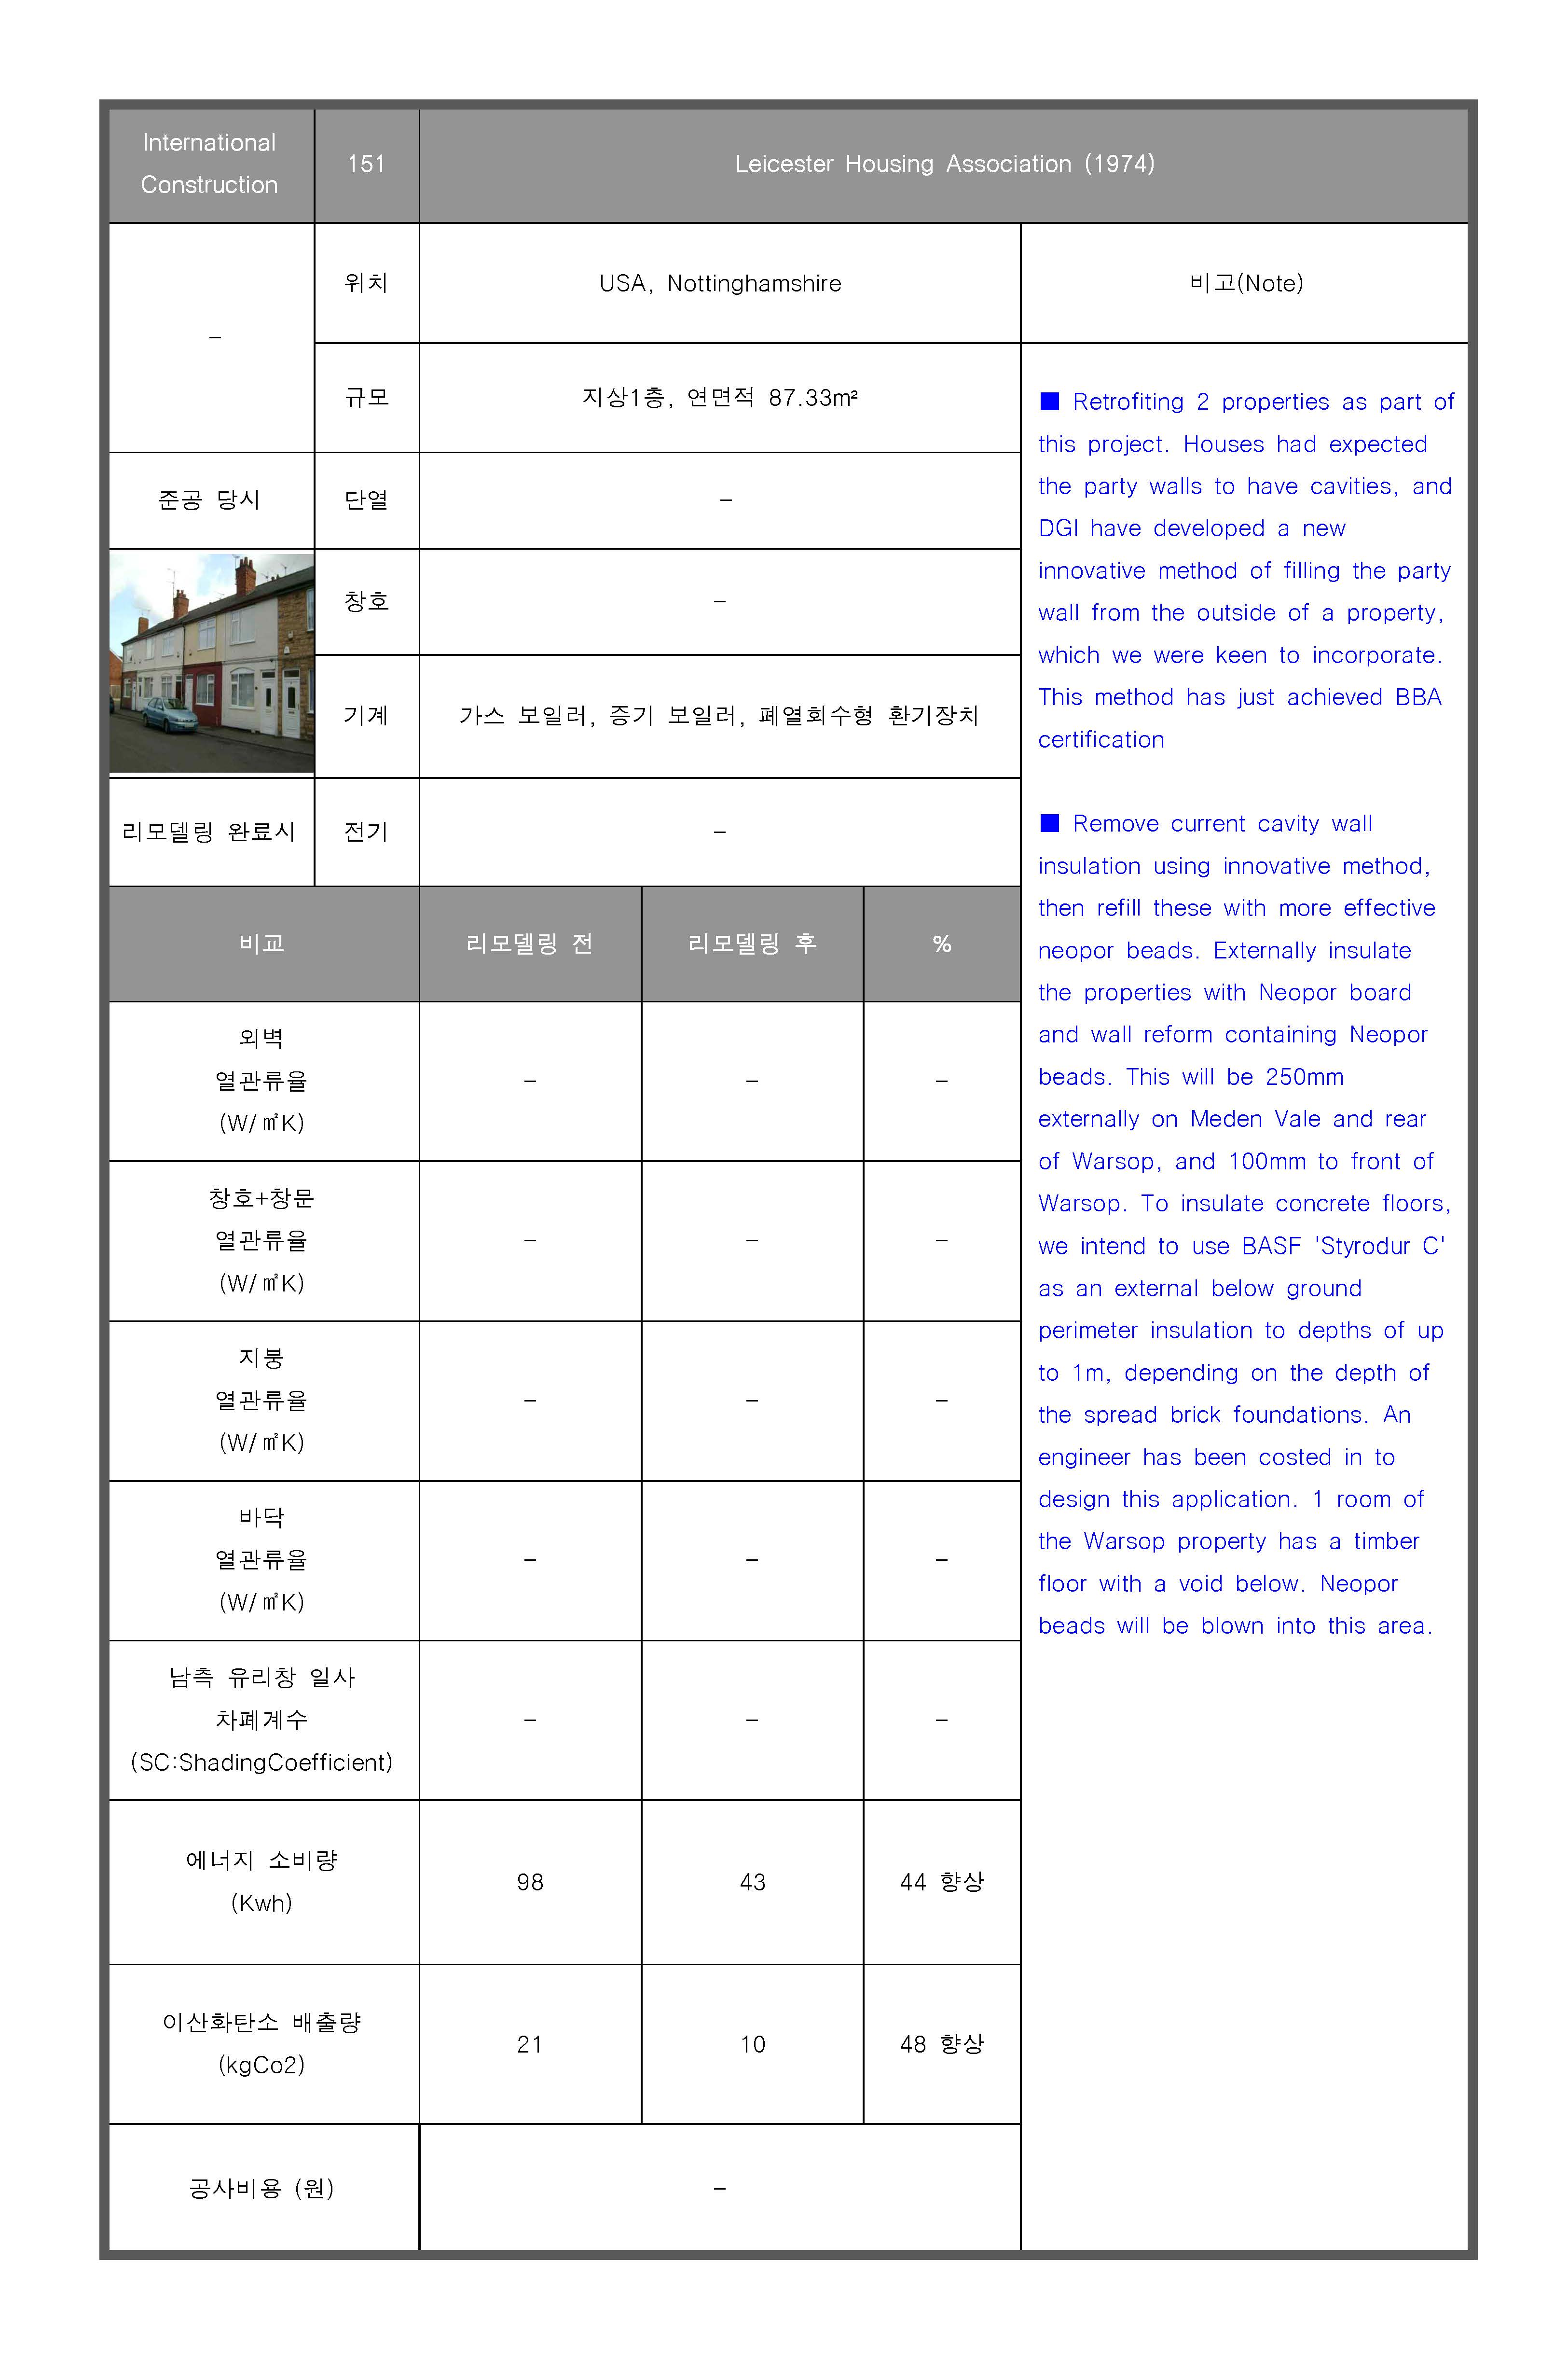 International
Construction
151
Leicester Housing Association (1974)
–
위치
USA, Nottinghamshire
비고(Note)
규모
지상1층, 연면적 87.33m²
준공 당시
단열
–
창호
–
기계
가스 보일러, 증기 보일러, 폐열회수형 환기장치
리모델링 완료시
전기
–
■ Retrofiting 2 properties as part of
this project. Houses had expected
the party walls to have cavities, and
DGI have developed a new
innovative method of filling the party
wall from the outside of a property,
which we were keen to incorporate.
This method has just achieved BBA
certification
■ Remove current cavity wall
insulation using innovative method,
then refill these with more effective
neopor beads. Externally insulate
the properties with Neopor board
and wall reform containing Neopor
beads. This will be 250mm
externally on Meden Vale and rear
of Warsop, and 100mm to front of
Warsop. To insulate concrete floors,
we intend to use BASF 'Styrodur C'
as an external below ground
perimeter insulation to depths of up
to 1m, depending on the depth of
the spread brick foundations. An
engineer has been costed in to
design this application. 1 room of
the Warsop property has a timber
floor with a void below. Neopor
beads will be blown into this area.
비교
리모델링 전
리모델링 후
%
외벽
열관류율
(W/㎡K)
–
–
–
창호+창문
열관류율
(W/㎡K)
–
–
–
지붕
열관류율
(W/㎡K)
–
–
–
바닥
열관류율
(W/㎡K)
–
–
–
남측 유리창 일사
차폐계수
(SC:ShadingCoefficient)
–
–
–
에너지 소비량
(Kwh)
98
43
44 향상
이산화탄소 배출량
(kgCo2)
21
10
48 향상
공사비용 (원)
–